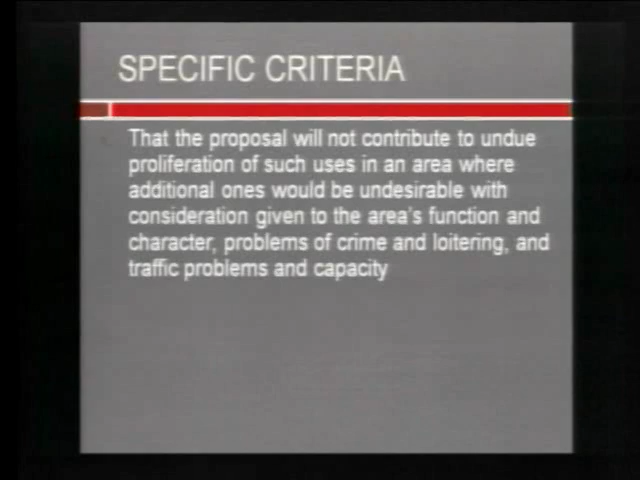 SPECIFIC CRITERIA
That the proposal will not contribute to undue
proliferation of such uses in an area where
additional ones would be undesirable with
consideration given to the area's function and
character, problems of crime and loitering, and
traffic problems and capacity